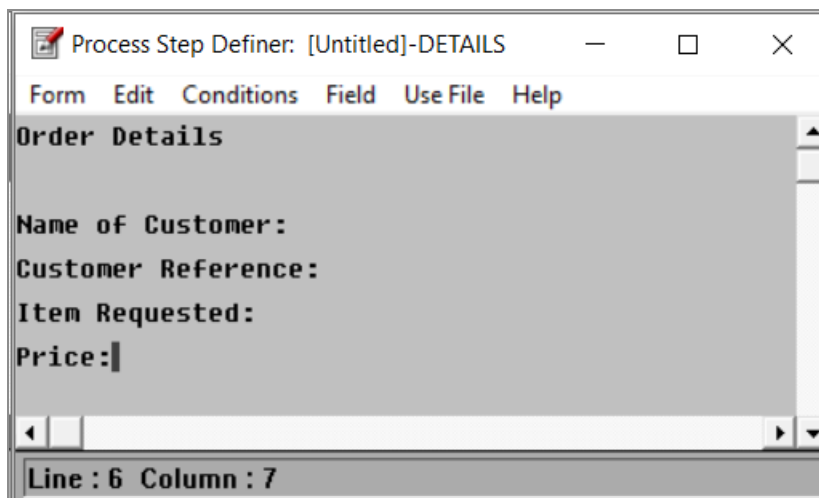 Process Step Definer: [Untitled]-DETAILS
Form Edit Conditions Field Use File Help
Order Details
Name of Customer:
Customer Reference:
Item Requested:
Price:
Line : 6 Column : 7